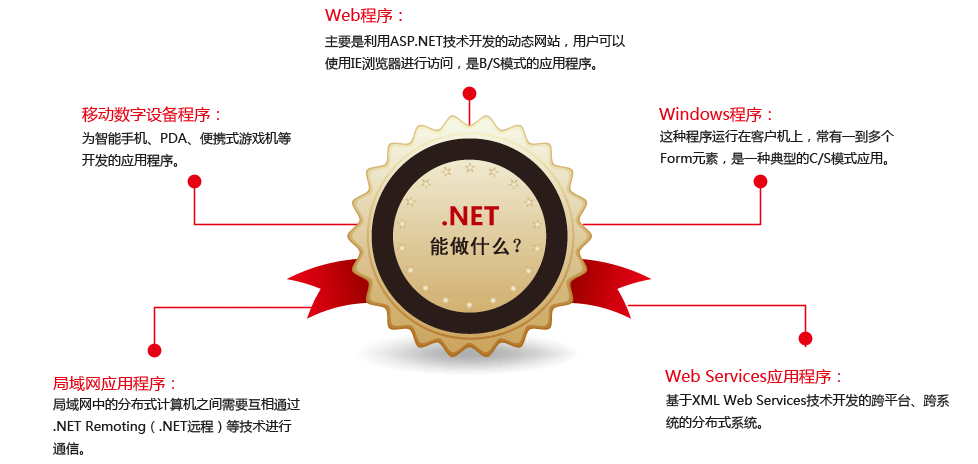 Web程序：
主要是利用ASP.NET技术开发的动态网站，用户可以
使用IE浏览器进行访问，是B/S模式的应用程序。
移动数字设备程序：
为智能手机、PDA、便携式游戏机等
开发的应用程序。
Windows程序：
这种程序运行在客户机上，常有一到多个
Form元素，是一种典型的C/S模式应用。
.NET
能做什么？
局域网应用程序：
局域网中的分布式计算机之间需要互相通过
.NET Remoting（.NET远程）等技术进行
通信。
Web Services应用程序：
基于XML Web Services技术开发的跨平台、跨系
统的分布式系统。